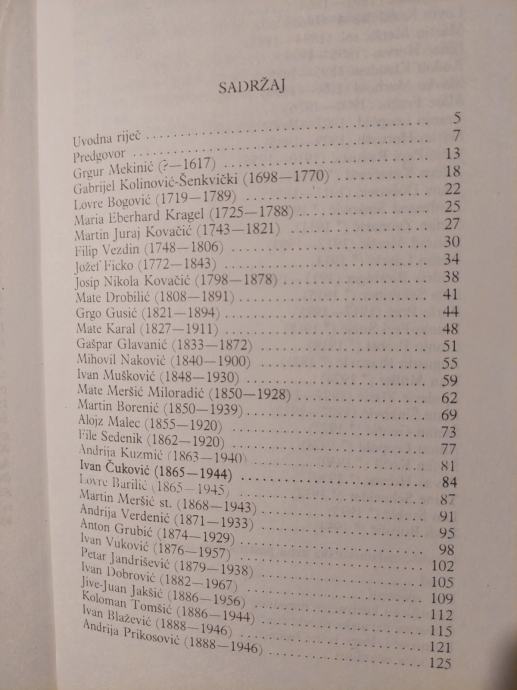 SADRŽAJ
Uvodna riječ 5
Predgovor 7
Grgur Mekinić (?—1617) 13
Gabrijel Kolinović-Šenkvički (1698—1770) 18
Lovre Bogović (1719—1789) 22
Maria Eberhard Kragel (1725—1788) 25
Martin Juraj Kovačić (1743—1821) 27
Filip Vezdin (1748—1806) 30
Jožef Ficko (1772—1843) 34
Josip Nikola Kovačić (1798—1878) 38
Mate Drobilić (1808—1891) 41
Grgo Gusić (1821—1894) 44
Mate Karal (1827—1911) 48
Gašpar Glavanić (1833—1872) 51
Mihovil Naković (1840—1900) 55
Ivan Mušković (1848—1930) 59
Mate Meršić Miloradić (1850—1928) 62
Martin Borenić (1850—1939) 69
Alojz Malec (1855—1920) 73
File Sedenik (1862—1920) 77
Andrija Kuzmić (1863—1940) 81
Ivan Čuković (1865—1944) 84
Lovre Barilić (1865—1945) 87
Martin Meršić st. (1868—1943) 91
Andrija Verdenić (1871—1933) 95
Anton Grubić (1874—1929) 98
Ivan Vuković (1876—1957) 102
Petar Jandrišević (1879—1938) 105
Ivan Dobrović (1882—1967) 109
Jive-Juan Jakšić (1886—1956) 112
Koloman Tomšić (1886—1944) 115
Ivan Blažević (1888—1946) 121
Andrija Prikosović (1888—1946) 125